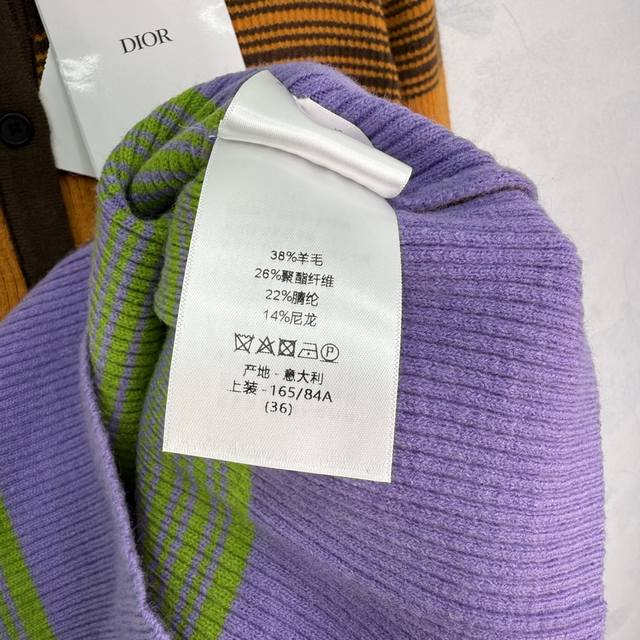 DIOR
38%羊毛
26%聚酯纤维
22%腈纶
14%尼龙
P
产地 - 意大利
上装 - 165/84A
(36)